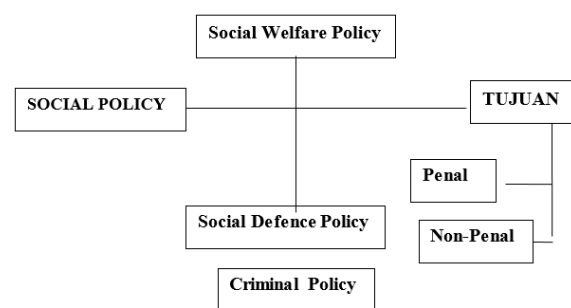 Social Welfare Policy
SOCIAL POLICY
TUJUAN
Penal
Social Defence Policy
Non-Penal
Criminal Policy